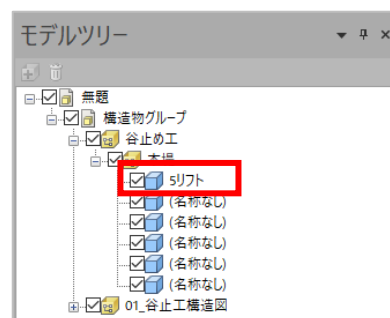 モデルツリー
無題
構造物グループ
谷止め工
本堤
5リフト
(名称なし)
(名称なし)
(名称なし)
(名称なし)
(名称なし)
01_谷止工構造図